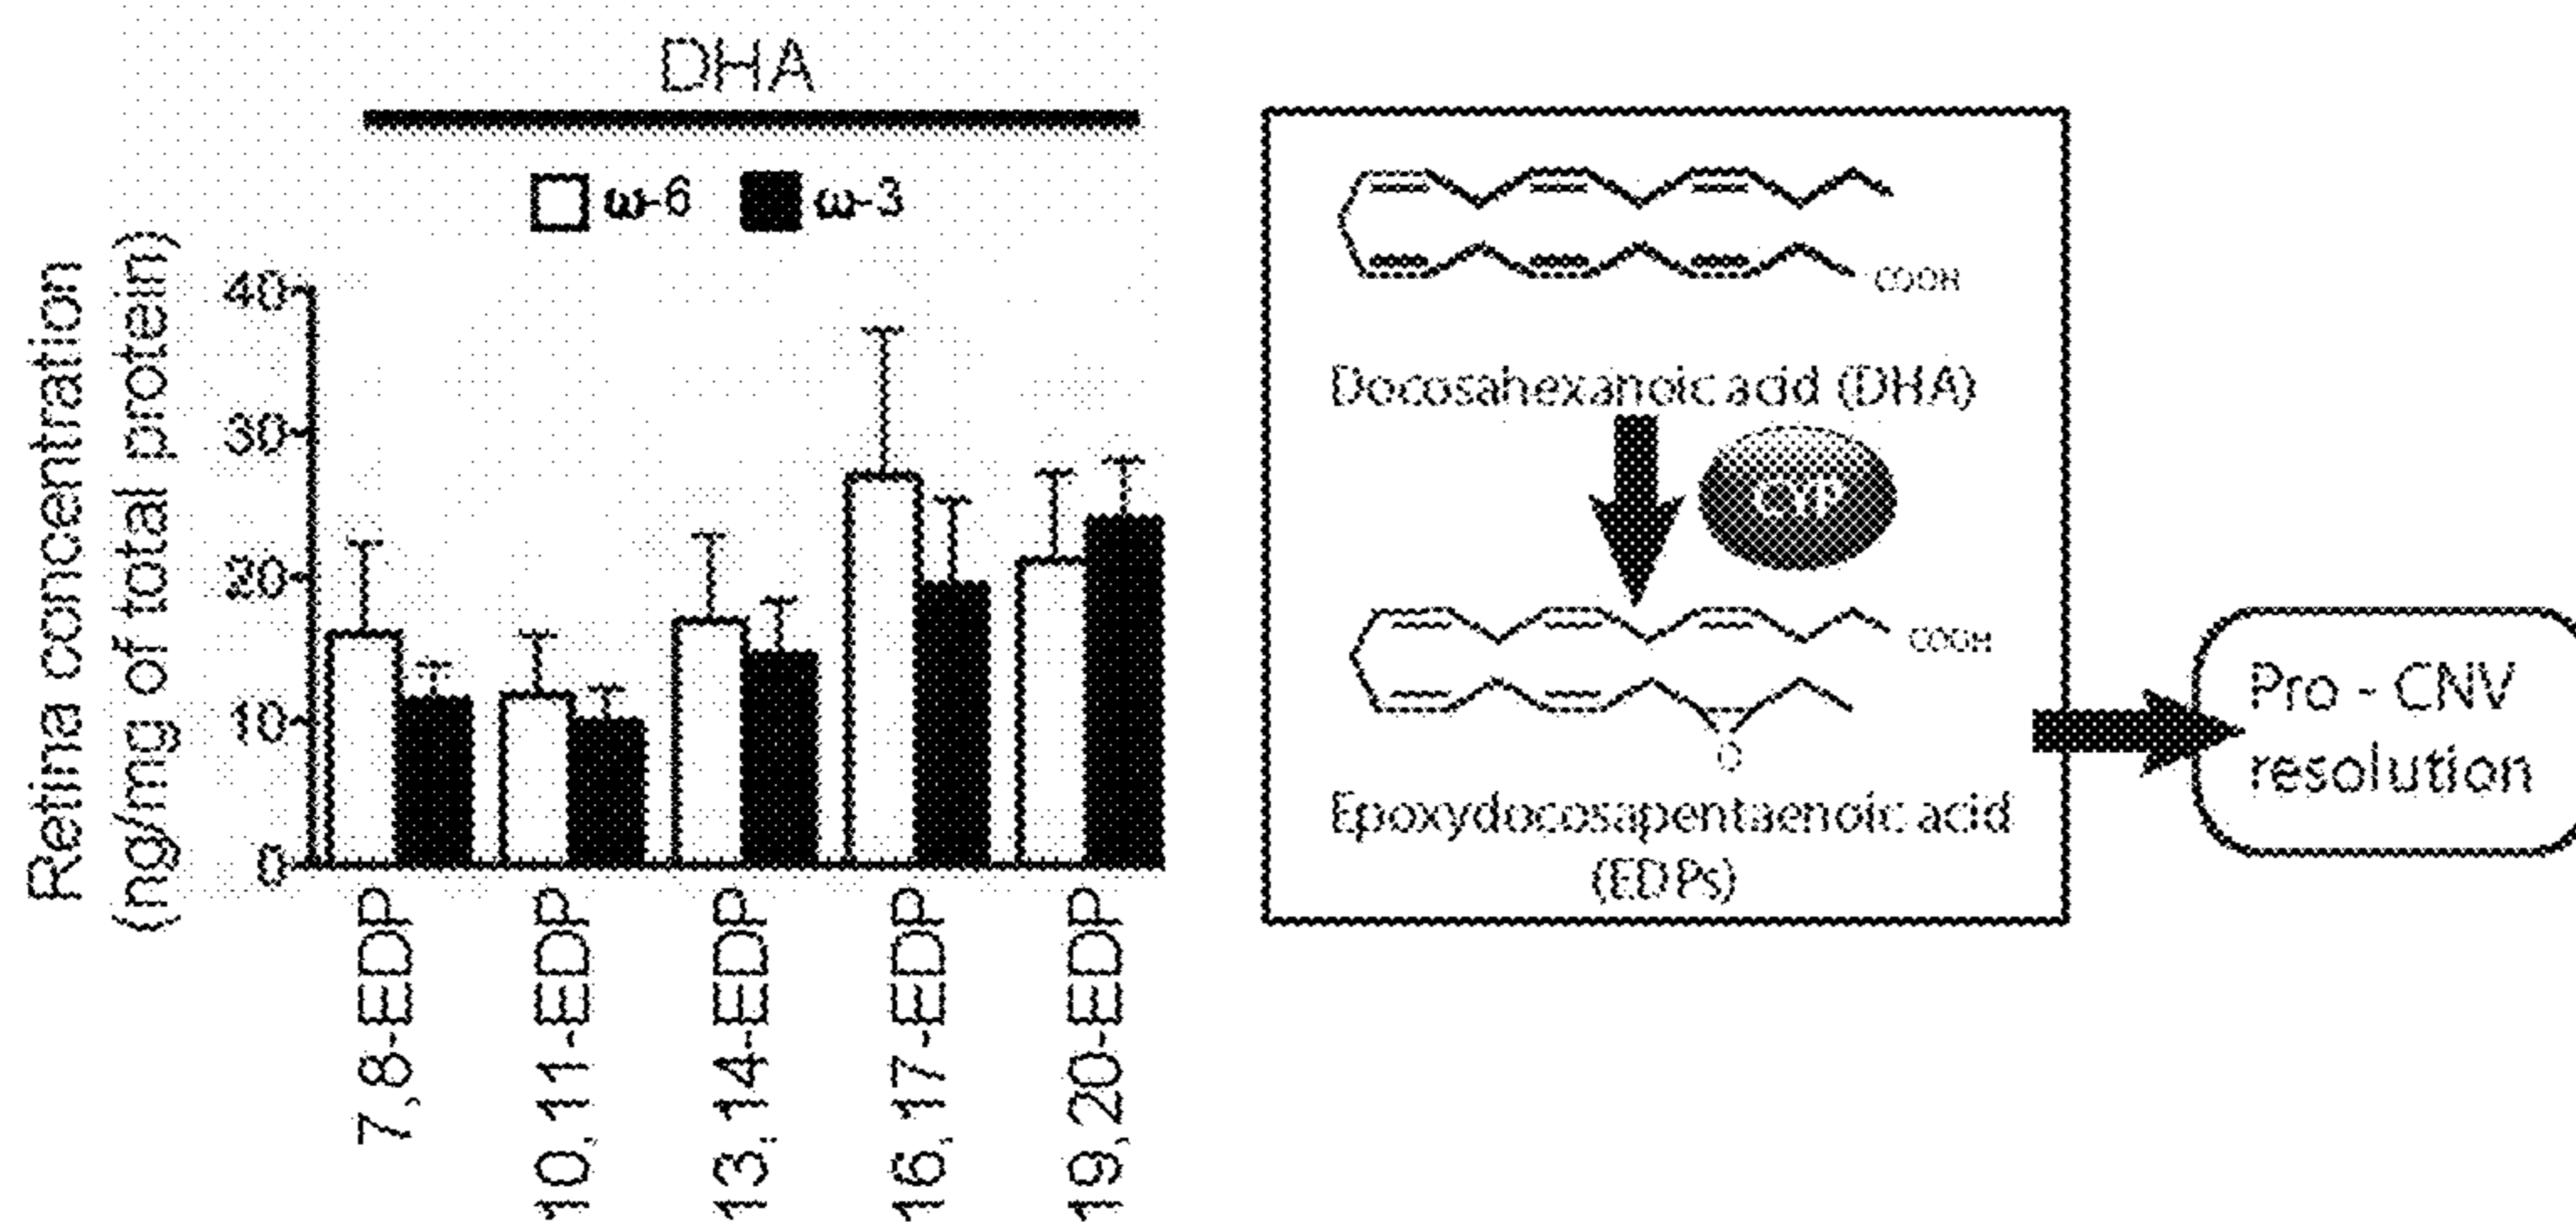 DHA
ω-6 ω-3
Retina concentration
(ng/mg of total protein)
40
30
20
10
0
7,8-EDP
10,11-EDP
13,14-EDP
16,17-EDP
19,20-EDP
COOH
Docosahexanoic acid (DHA)
CYP
COOH
O
Epoxydocosapentaenoic acid
(EDPs)
Pro - CNV
resolution